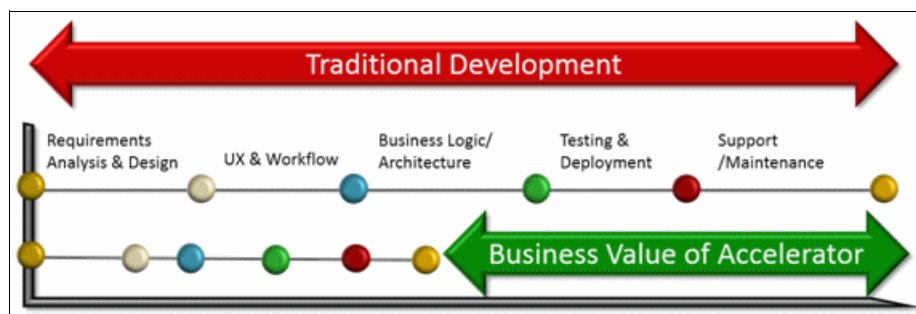 Traditional Development
Requirements
Analysis & Design
UX & Workflow
Business Logic/
Architecture
Testing &
Deployment
Support
/Maintenance
Business Value of Accelerator